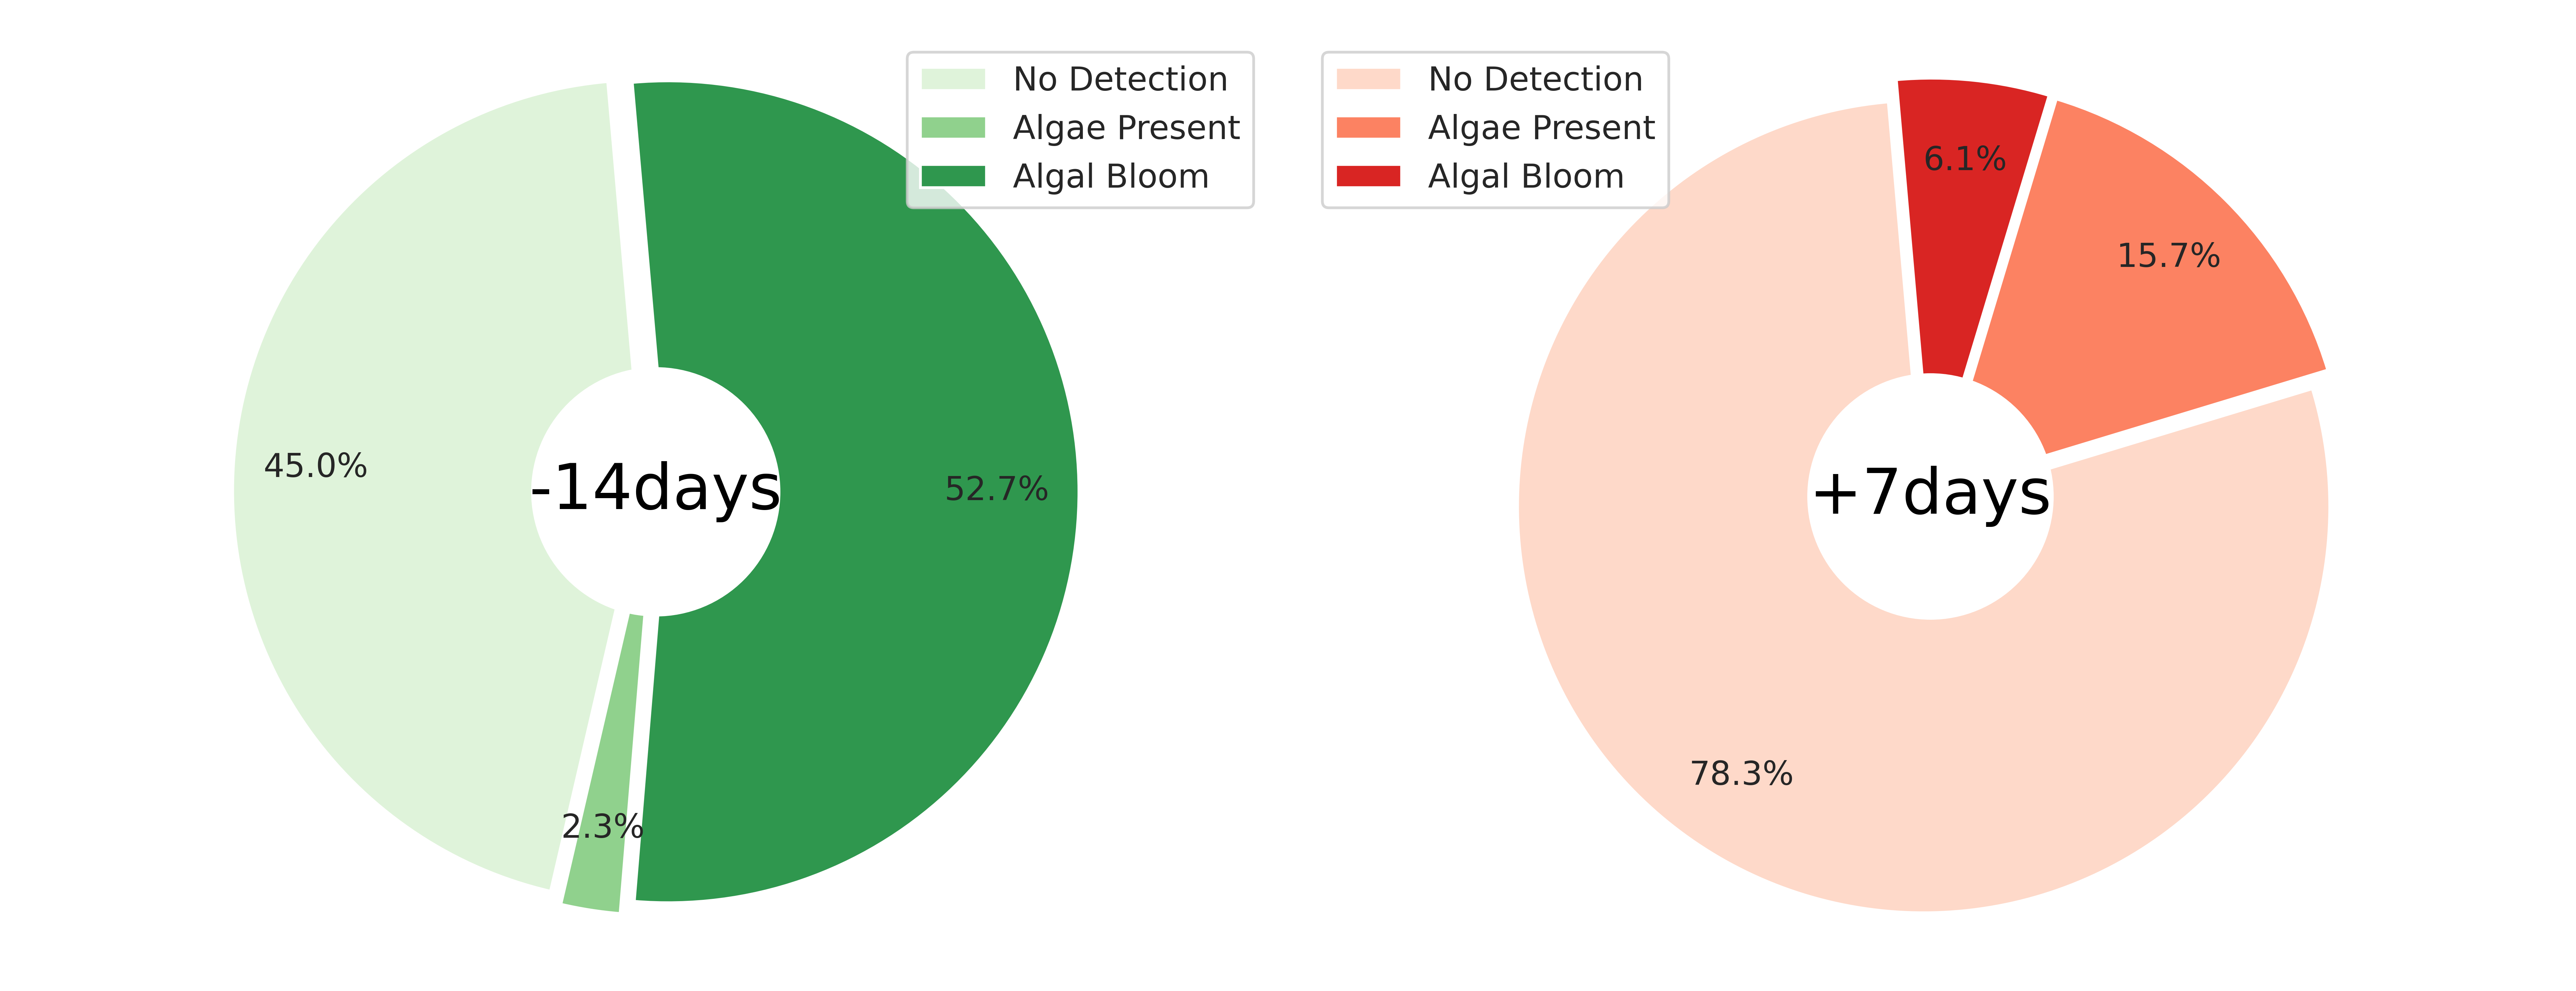 No Detection
Algae Present
Algal Bloom
45.0%
-14days
52.7%
2.3%
No Detection
Algae Present
Algal Bloom
6.1%
15.7%
+7days
78.3%